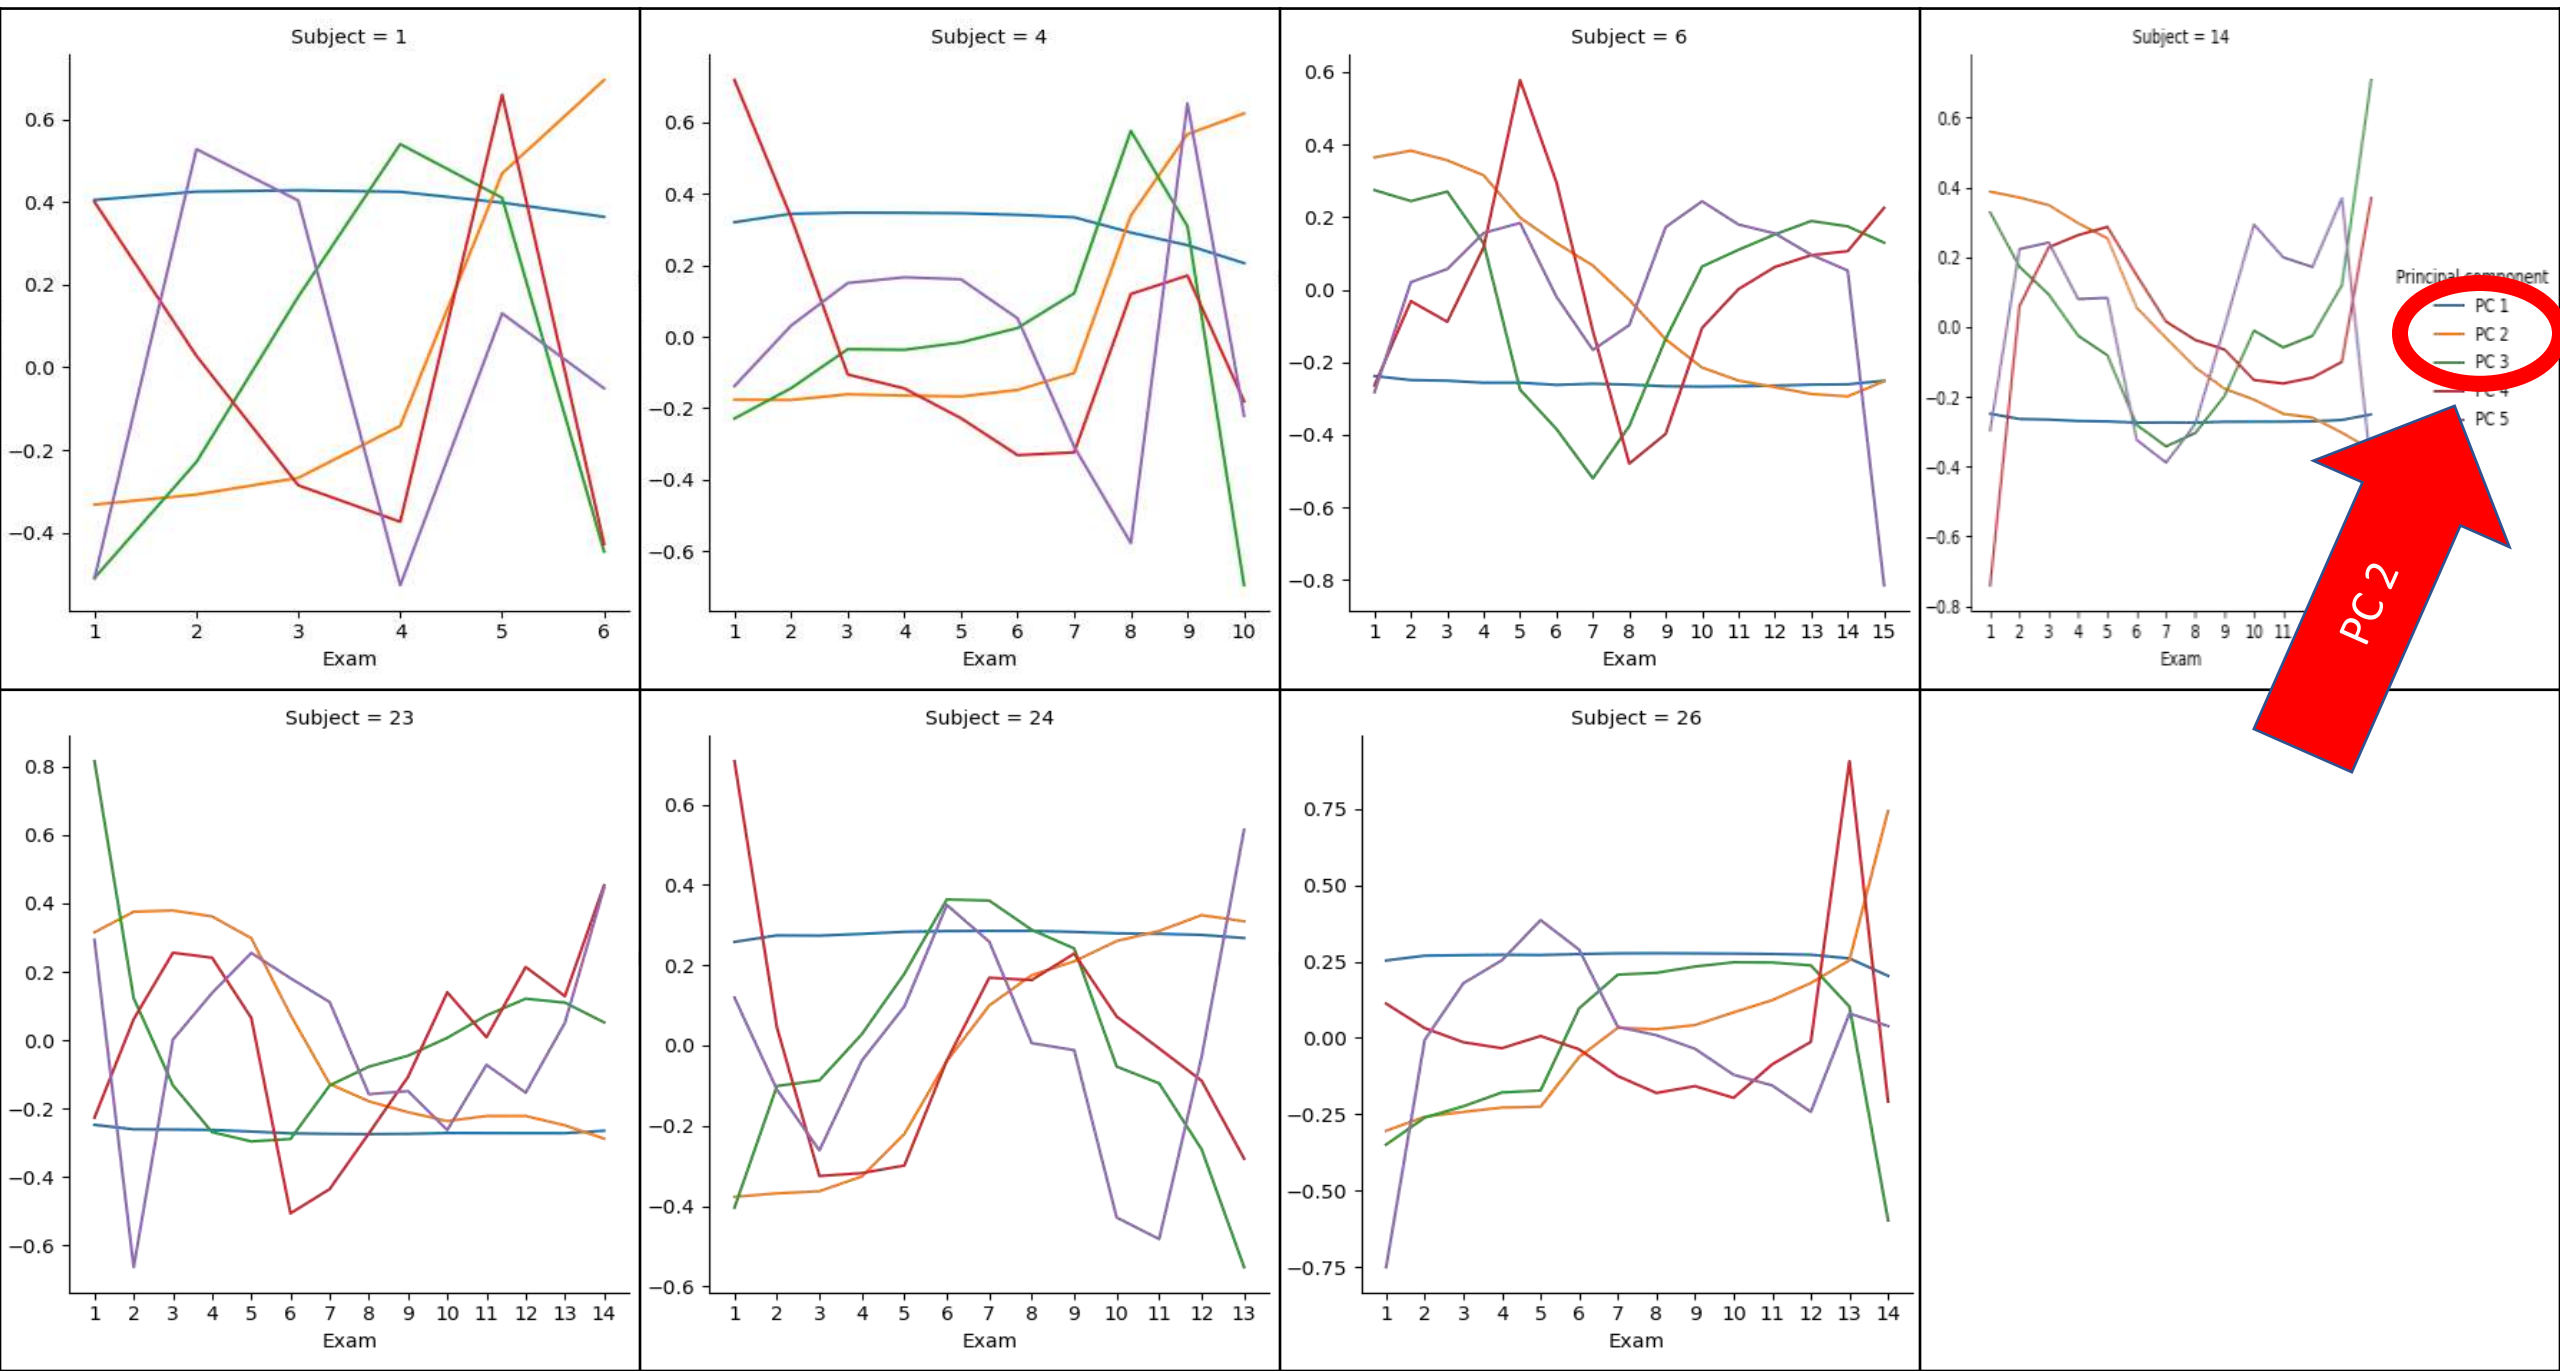 Subject = 1
0.6
0.4
0.2
0.0
−0.2
−0.4
1 2 3 4 5 6
Exam
Subject = 4
0.6
0.4
0.2
0.0
−0.2
−0.4
−0.6
1 2 3 4 5 6 7 8 9 10
Exam
Subject = 6
0.6
0.4
0.2
0.0
−0.2
−0.4
−0.6
−0.8
1 2 3 4 5 6 7 8 9 10 11 12 13 14 15
Exam
Subject = 14
0.6
0.4
0.2
0.0
−0.2
−0.4
−0.6
−0.8
1 2 3 4 5 6 7 8 9 10 11
Exam
Principal component
PC 1
PC 2
PC 3
PC 4
PC 5
PC 2
Subject = 23
0.8
0.6
0.4
0.2
0.0
−0.2
−0.4
−0.6
1 2 3 4 5 6 7 8 9 10 11 12 13 14
Exam
Subject = 24
0.6
0.4
0.2
0.0
−0.2
−0.4
−0.6
1 2 3 4 5 6 7 8 9 10 11 12 13
Exam
Subject = 26
0.75
0.50
0.25
0.00
−0.25
−0.50
−0.75
1 2 3 4 5 6 7 8 9 10 11 12 13 14
Exam